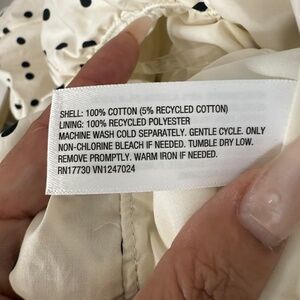 SHELL: 100% COTTON (5% RECYCLED COTTON)
LINING: 100% RECYCLED POLYESTER
MACHINE WASH COLD SEPARATELY. GENTLE CYCLE. ONLY
NON-CHLORINE BLEACH IF NEEDED. TUMBLE DRY LOW.
REMOVE PROMPTLY. WARM IRON IF NEEDED.
RN17730 VN1247024